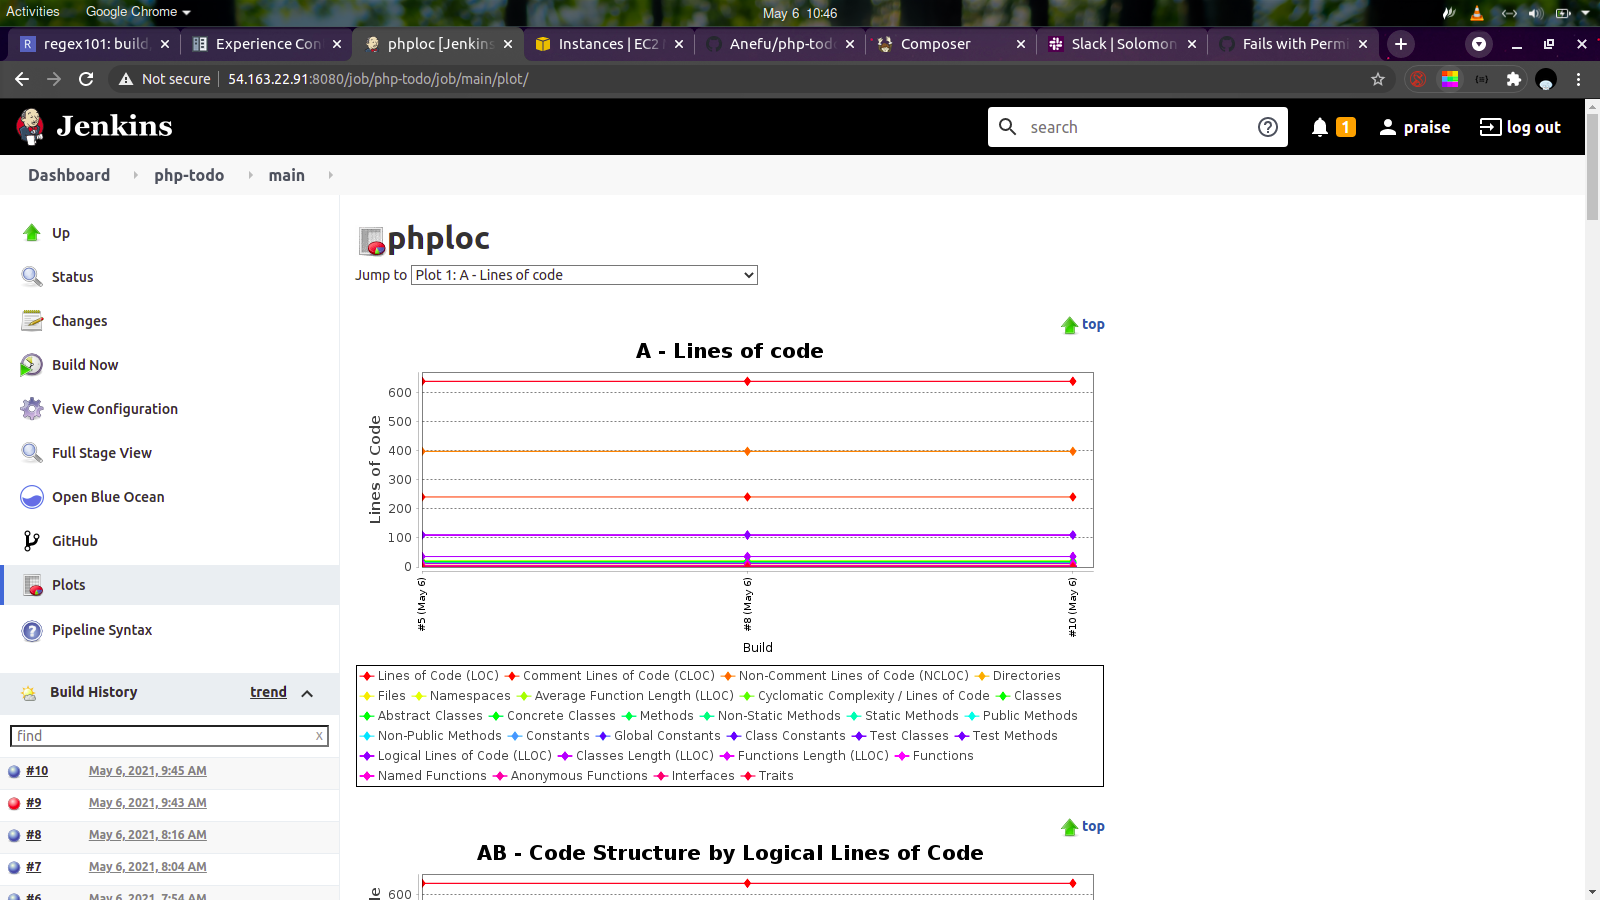 Activities Google Chrome May 6 10:46
regex101: build, Experience Con phploc [Jenkins Instances | EC2 Anefu/php-todo Composer Slack | Solomon Fails with Permi
Not secure 54.163.22.91:8080/job/php-todo/job/main/plot/
Jenkins search 1 praise log out
Dashboard php-todo main
Up
Status
Changes
Build Now
View Configuration
Full Stage View
Open Blue Ocean
GitHub
Plots
Pipeline Syntax
Build History trend
find x
#10 May 6, 2021, 9:45 AM
#9 May 6, 2021, 9:43 AM
#8 May 6, 2021, 8:16 AM
#7 May 6, 2021, 8:04 AM
#6 May 6, 2021, 7:54 AM
phploc
Jump to Plot 1: A - Lines of code
top
A - Lines of code
Lines of Code
600
500
400
300
200
100
0
#5 (May 6) #8 (May 6) #10 (May 6)
Build
Lines of Code (LOC) Comment Lines of Code (CLOC) Non-Comment Lines of Code (NCLOC) Directories
Files Namespaces Average Function Length (LLOC) Cyclomatic Complexity / Lines of Code Classes
Abstract Classes Concrete Classes Methods Non-Static Methods Static Methods Public Methods
Non-Public Methods Constants Global Constants Class Constants Test Classes Test Methods
Logical Lines of Code (LLOC) Classes Length (LLOC) Functions Length (LLOC) Functions
Named Functions Anonymous Functions Interfaces Traits
top
AB - Code Structure by Logical Lines of Code
600